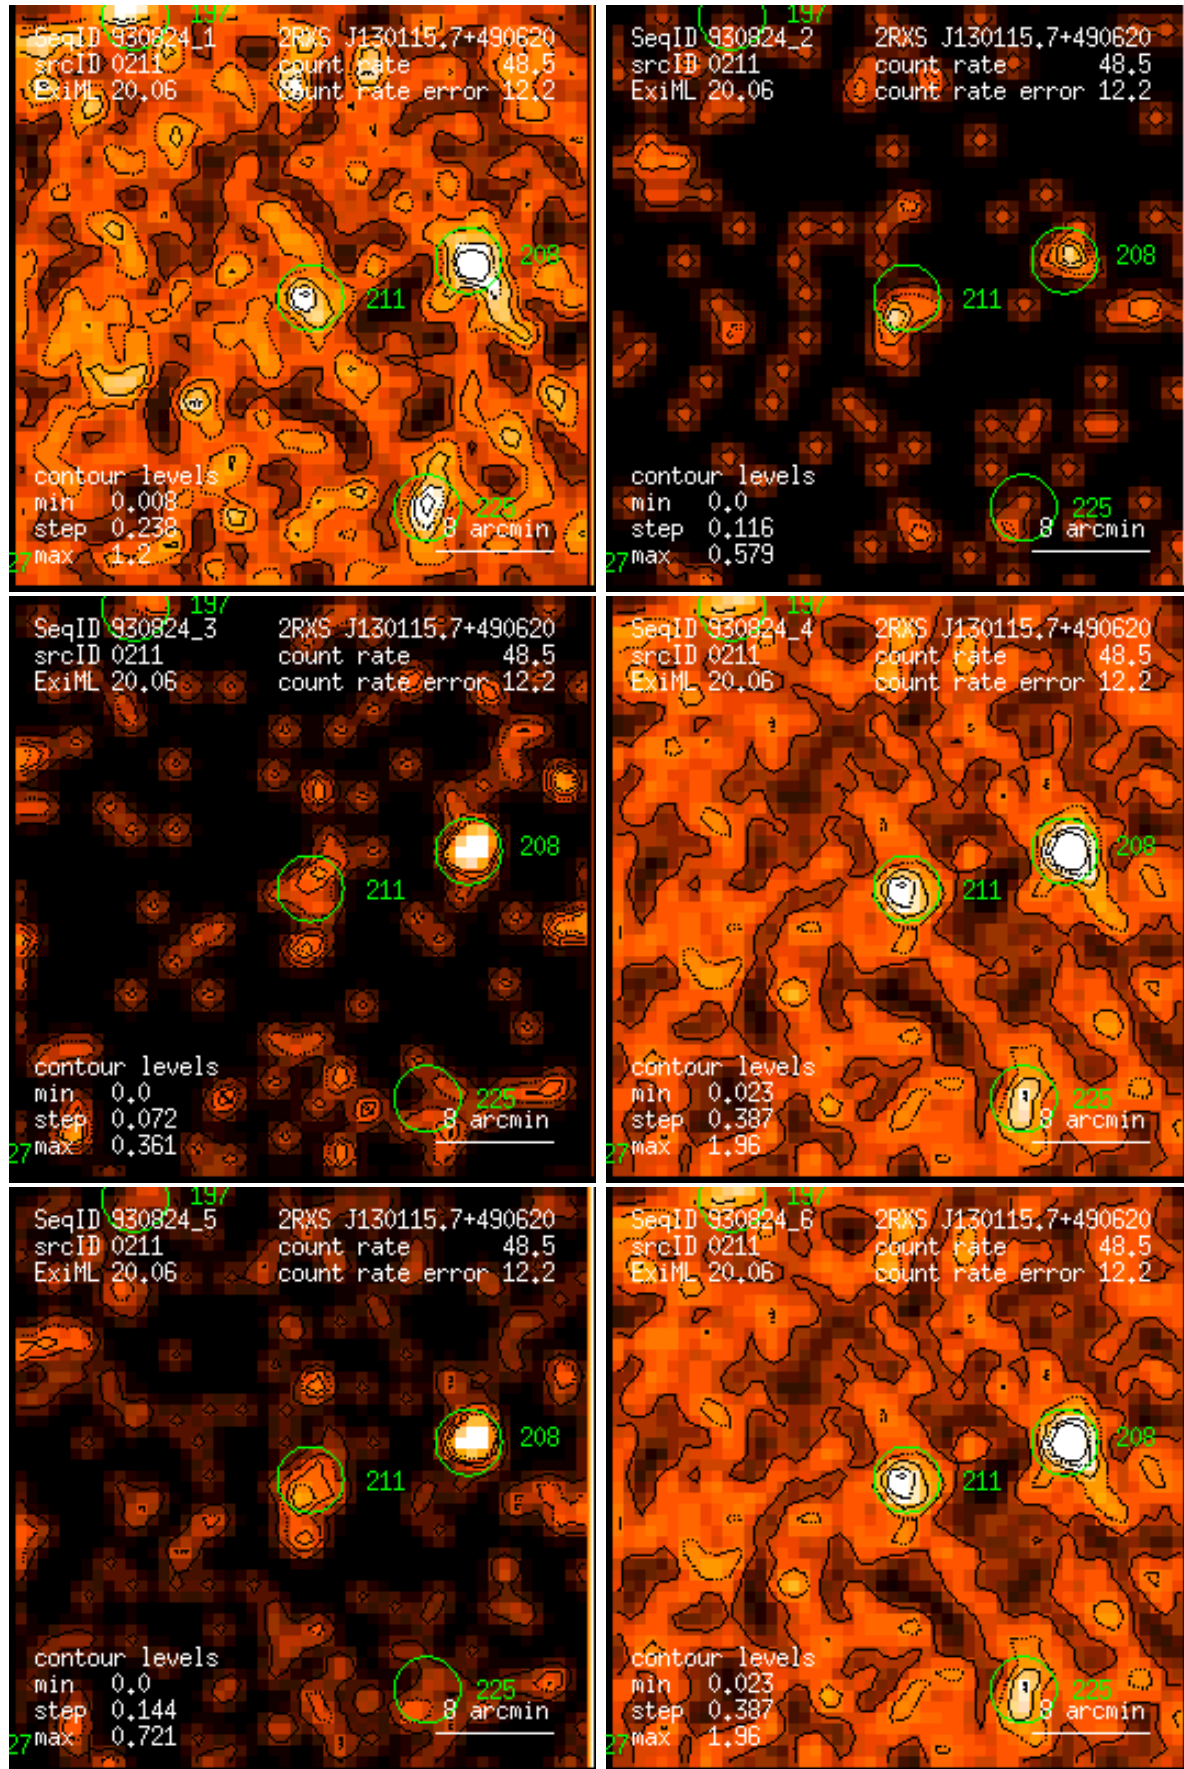 197
SeqID 930824_1 2RXS J130115.7+490620
srcID 0211 count rate 48.5
ExiML 20.06 count rate error 12.2
208
211
contour levels
min 0.008
step 0.238
max 1.2
225
8 arcmin
27
197
SeqID 930824_2 2RXS J130115.7+490620
srcID 0211 count rate 48.5
ExiML 20.06 count rate error 12.2
208
211
contour levels
min 0.0
step 0.116
max 0.579
225
8 arcmin
27
197
SeqID 930824_3 2RXS J130115.7+490620
srcID 0211 count rate 48.5
ExiML 20.06 count rate error 12.2
208
211
contour levels
min 0.0
step 0.072
max 0.361
225
8 arcmin
27
197
SeqID 930824_4 2RXS J130115.7+490620
srcID 0211 count rate 48.5
ExiML 20.06 count rate error 12.2
208
211
contour levels
min 0.023
step 0.387
max 1.96
225
8 arcmin
27
197
SeqID 930824_5 2RXS J130115.7+490620
srcID 0211 count rate 48.5
ExiML 20.06 count rate error 12.2
208
211
contour levels
min 0.0
step 0.144
max 0.721
225
8 arcmin
27
197
SeqID 930824_6 2RXS J130115.7+490620
srcID 0211 count rate 48.5
ExiML 20.06 count rate error 12.2
208
211
contour levels
min 0.023
step 0.387
max 1.96
225
8 arcmin
27